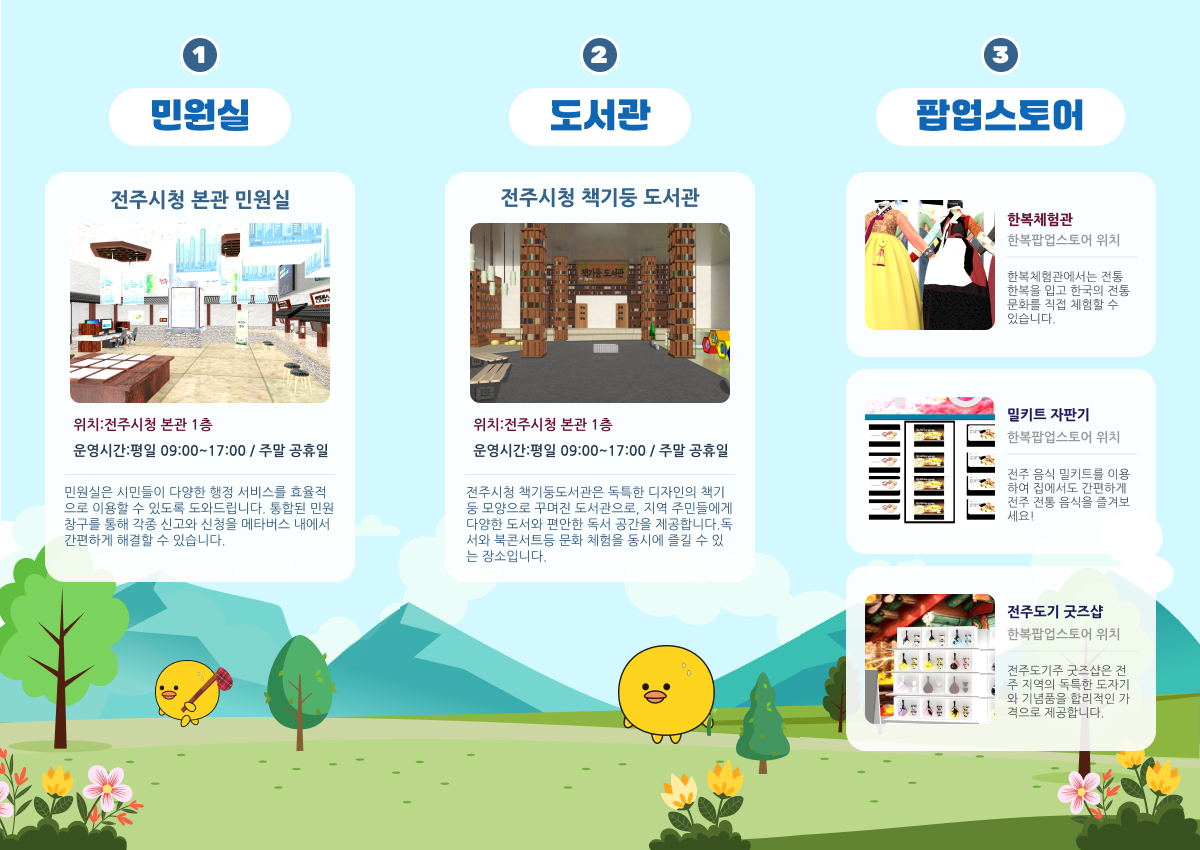 1
민원실
전주시청 본관 민원실
위치:전주시청 본관 1층
운영시간:평일 09:00~17:00 / 주말 공휴일
민원실은 시민들이 다양한 행정 서비스를 효율적
으로 이용할 수 있도록 도와드립니다. 통합된 민원
창구를 통해 각종 신고와 신청을 메타버스 내에서
간편하게 해결할 수 있습니다.
2
도서관
전주시청 책기둥 도서관
책기둥 도서관
위치:전주시청 본관 1층
운영시간:평일 09:00~17:00 / 주말 공휴일
전주시청 책기둥도서관은 독특한 디자인의 책기
둥 모양으로 꾸며진 도서관으로, 지역 주민들에게
다양한 도서와 편안한 독서 공간을 제공합니다.독
서와 북콘서트등 문화 체험을 동시에 즐길 수 있
는 장소입니다.
3
팝업스토어
한복체험관
한복팝업스토어 위치
한복체험관에서는 전통
한복을 입고 한국의 전통
문화를 직접 체험할 수
있습니다.
밀키트 자판기
한복팝업스토어 위치
전주 음식 밀키트를 이용
하여 집에서도 간편하게
전주 전통 음식을 즐겨보
세요!
전주도기 굿즈샵
한복팝업스토어 위치
전주도기주 굿즈샵은 전
주 지역의 독특한 도자기
와 기념품을 합리적인 가
격으로 제공합니다.